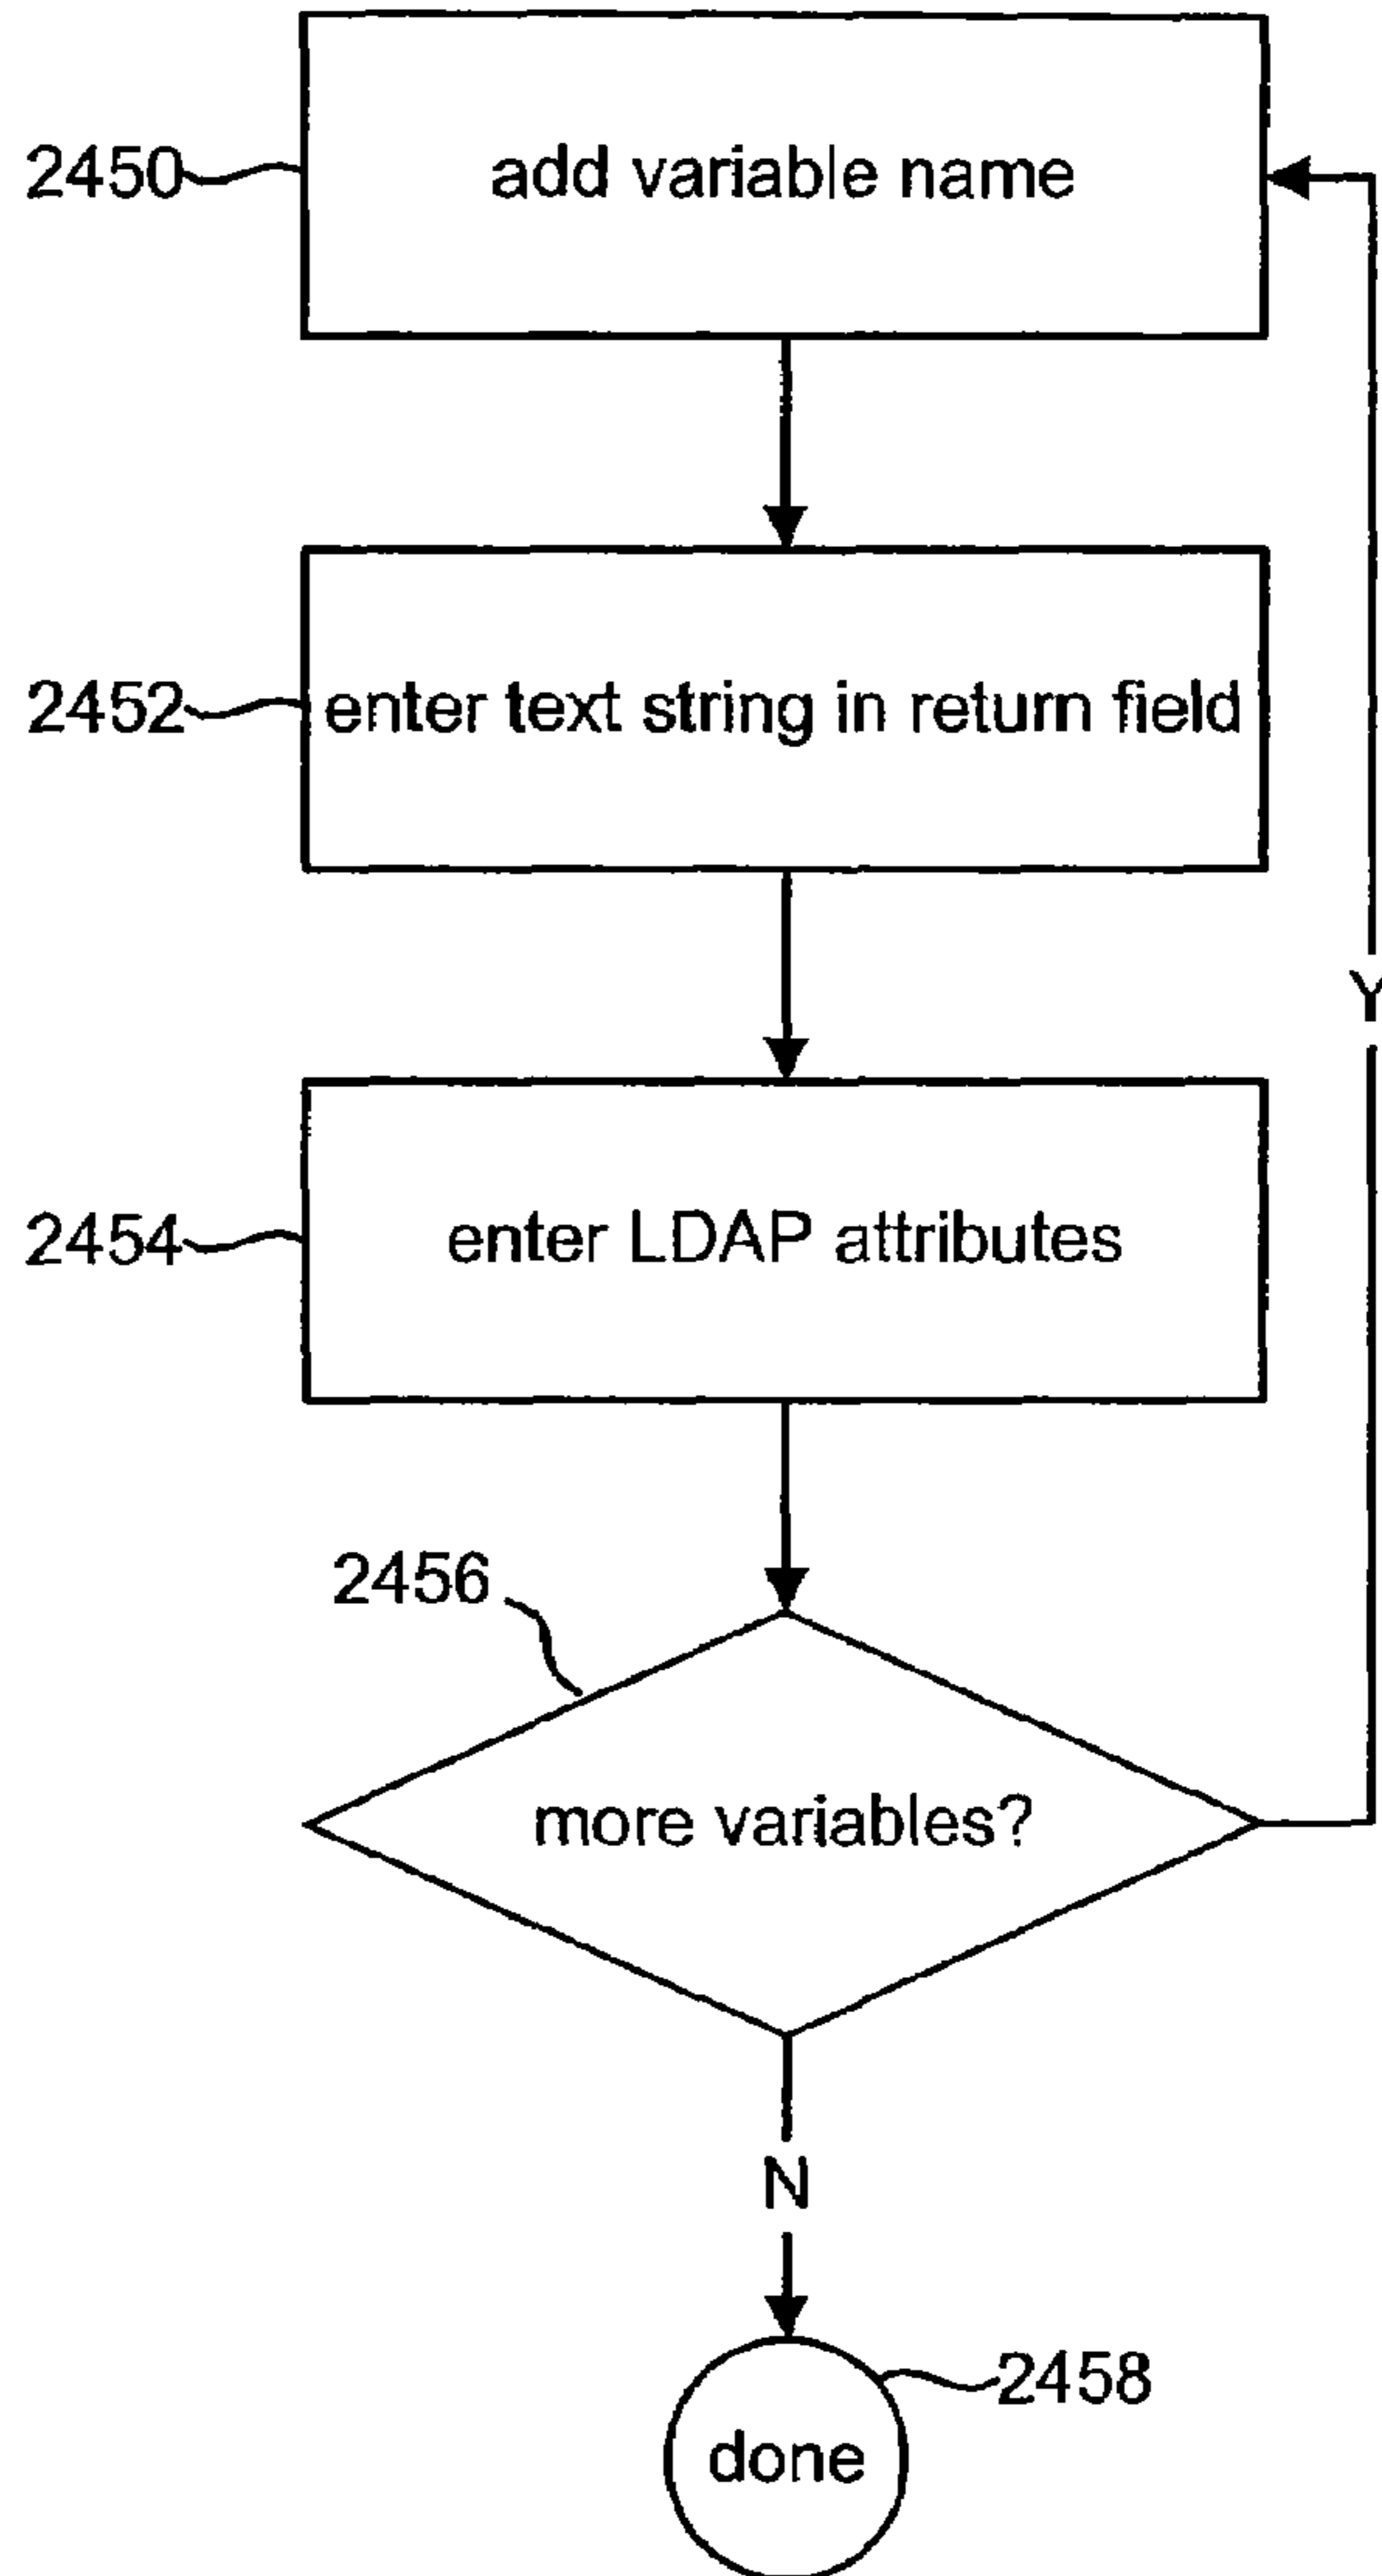 2450
add variable name
2452
enter text string in return field
Y
2454
enter LDAP attributes
2456
more variables?
N
2458
done